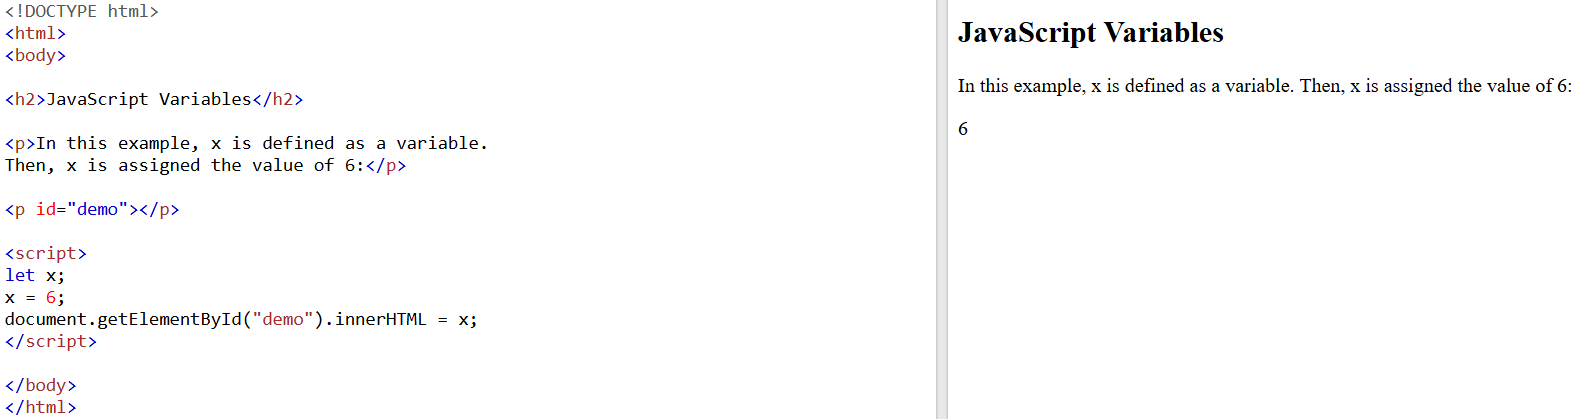 <!DOCTYPE html>
<html>
<body>
<h2>JavaScript Variables</h2>
<p>In this example, x is defined as a variable.
Then, x is assigned the value of 6:</p>
<p id="demo"></p>
<script>
let x;
x = 6;
document.getElementById("demo").innerHTML = x;
</script>
</body>
</html>
JavaScript Variables
In this example, x is defined as a variable. Then, x is assigned the value of 6:
6